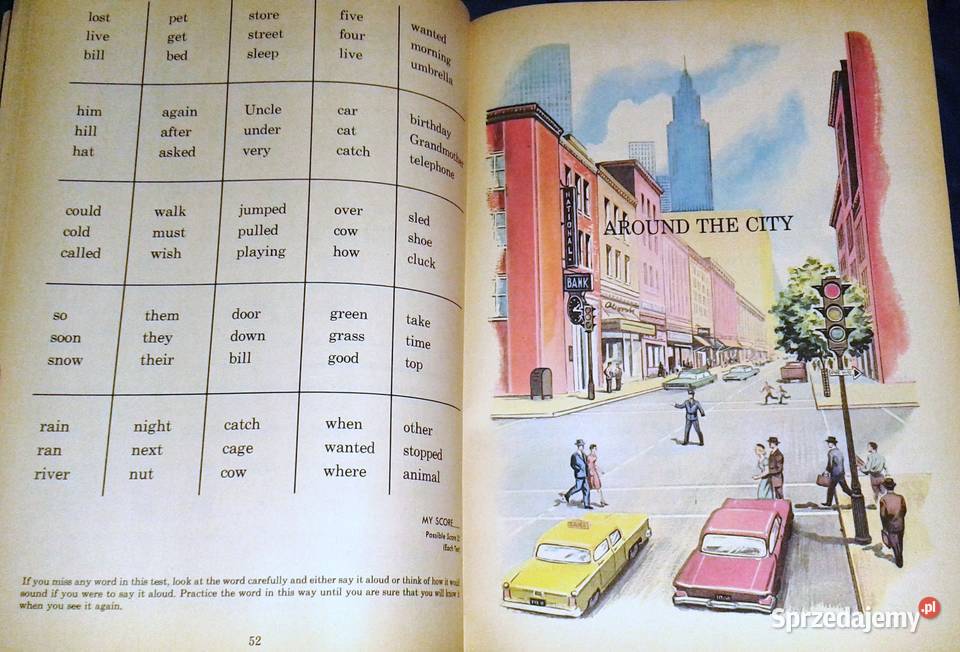 lost pet store five wanted
live get street four morning
bill bed sleep live umbrella
him again Uncle car birthday
hill after under cat Grandmother
hat asked very catch telephone
could walk jumped over sled
cold must pulled cow shoe
called wish playing how cluck
so them door green take
soon they down grass time
snow their bill good top
rain night catch when other
ran next cage wanted stopped
river nut cow where animal
MY SCORE
Possible Score
(Each
If you miss any word in this test, look at the word carefully and either say it aloud or think of how it would
sound if you were to say it aloud. Practice the word in this way until you are sure that you will know it
when you see it again.
52
AROUND THE CITY
NATIONAL
BANK
Sprzedajemy.pl